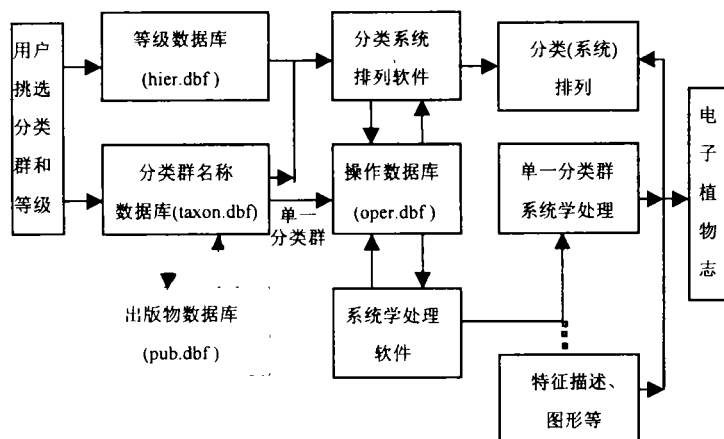 用户
挑选
分类
群和
等级
等级数据库
(hier.dbf)
分类群名称
数据库(taxon.dbf)
出版物数据库
(pub.dbf)
单一
分类群
分类系统
排列软件
操作数据库
(oper.dbf)
系统学处理
软件
分类(系统)
排列
单一分类群
系统学处理
特征描述、
图形等
电
子
植
物
志